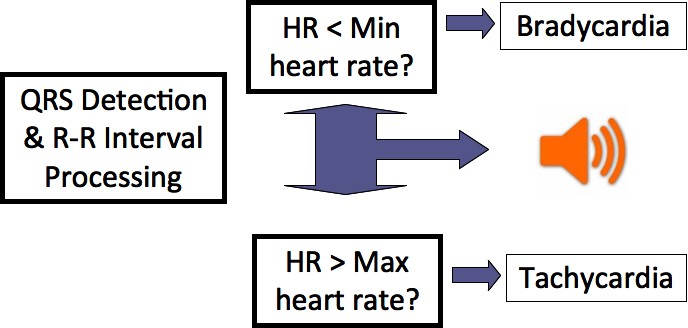 HR < Min
heart rate?
Bradycardia
QRS Detection
& R-R Interval
Processing
HR > Max
heart rate?
Tachycardia